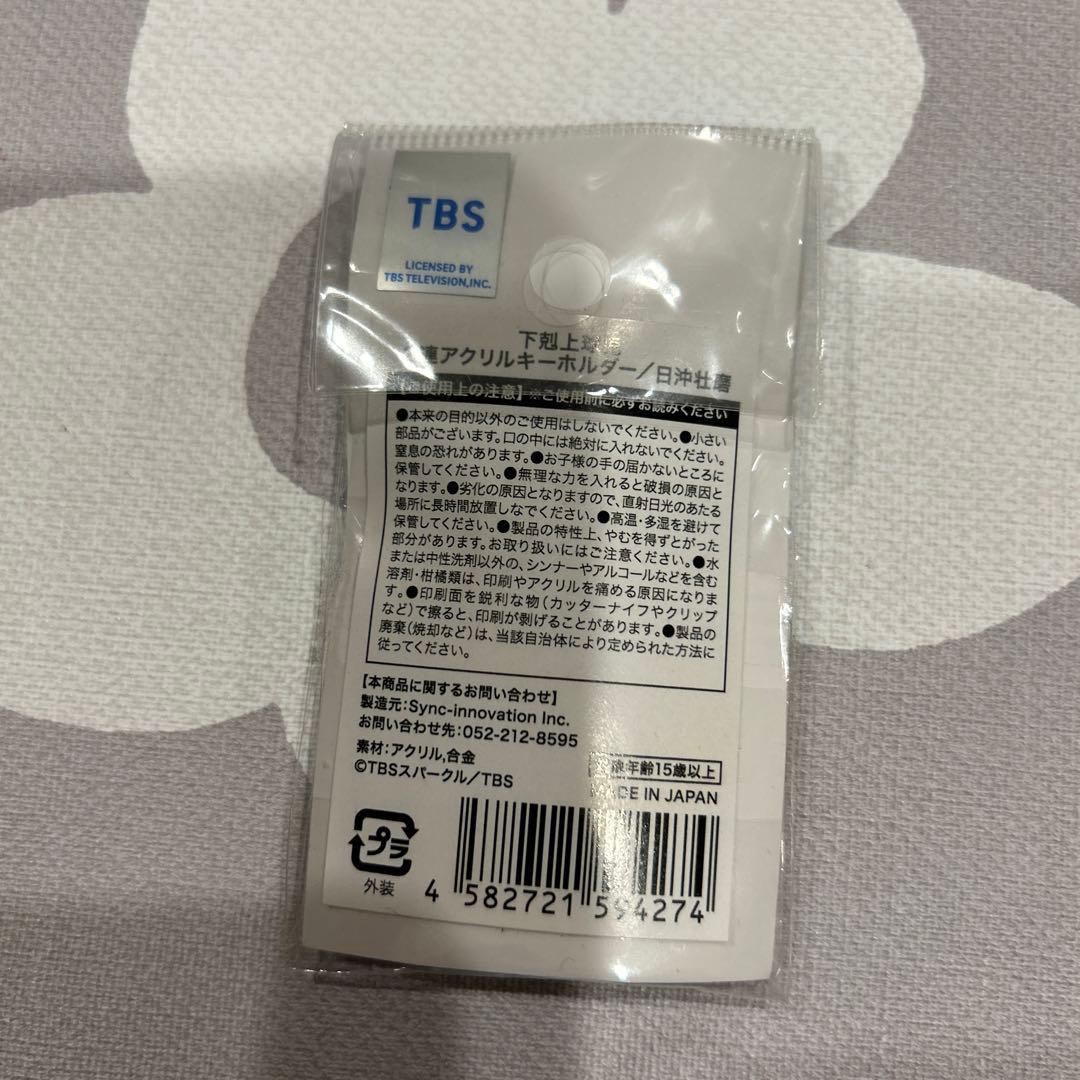 TBS
LICENSED BY
TBS TELEVISION,INC.
下剋上球
アクリルキーホルダー/日沖壮磨
【ご使用上の注意】※ご使用前に必ずお読みください
●本来の目的以外のご使用はしないでください。●小さい
部品がございます。口の中には絶対に入れないでください。
窒息の恐れがあります。●お子様の手の届かないところに
保管してください。●無理な力を入れると破損の原因と
なります。●劣化の原因となりますので、直射日光のあたる
場所に長時間放置しなでください。●高温・多湿を避けて
保管してください。●製品の特性上、やむを得ずとがった
部分があります。お取り扱いにはご注意ください。●水
または中性洗剤以外の、シンナーやアルコールなどを含む
溶剤・柑橘類は、印刷やアクリルを痛める原因になりま
す。●印刷面を鋭利な物(カッターナイフやクリップ
など)で擦ると、印刷が剥げることがあります。●製品の
廃棄(焼却など)は、当該自治体により定められた方法に
従ってください。
【本商品に関するお問い合わせ】
製造元:Sync-innovation Inc.
お問い合わせ先:052-212-8595
素材:アクリル,合金
©TBSスパークル/TBS
年齢15歳以上
MADE IN JAPAN
プラ
外装
4 582721 594274